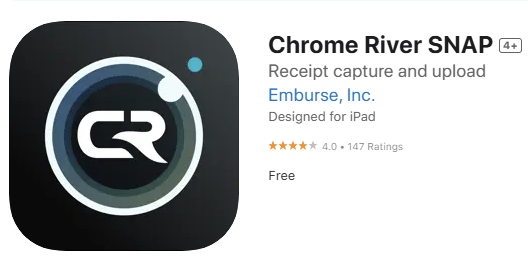 CR
Chrome River SNAP 4+
Receipt capture and upload
Emburse, Inc.
Designed for iPad
★★★★★ 4.0 • 147 Ratings
Free